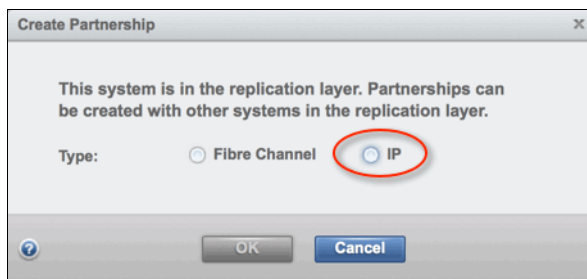 Create Partnership x
This system is in the replication layer. Partnerships can
be created with other systems in the replication layer.
Type: Fibre Channel IP
? OK Cancel